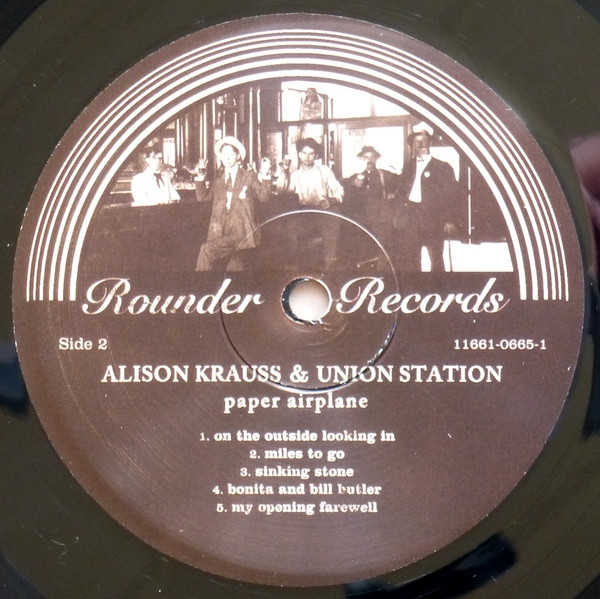 Rounder Records
Side 2
11661-0665-1
ALISON KRAUSS & UNION STATION
paper airplane
1. on the outside looking in
2. miles to go
3. sinking stone
4. bonita and bill butler
5. my opening farewell